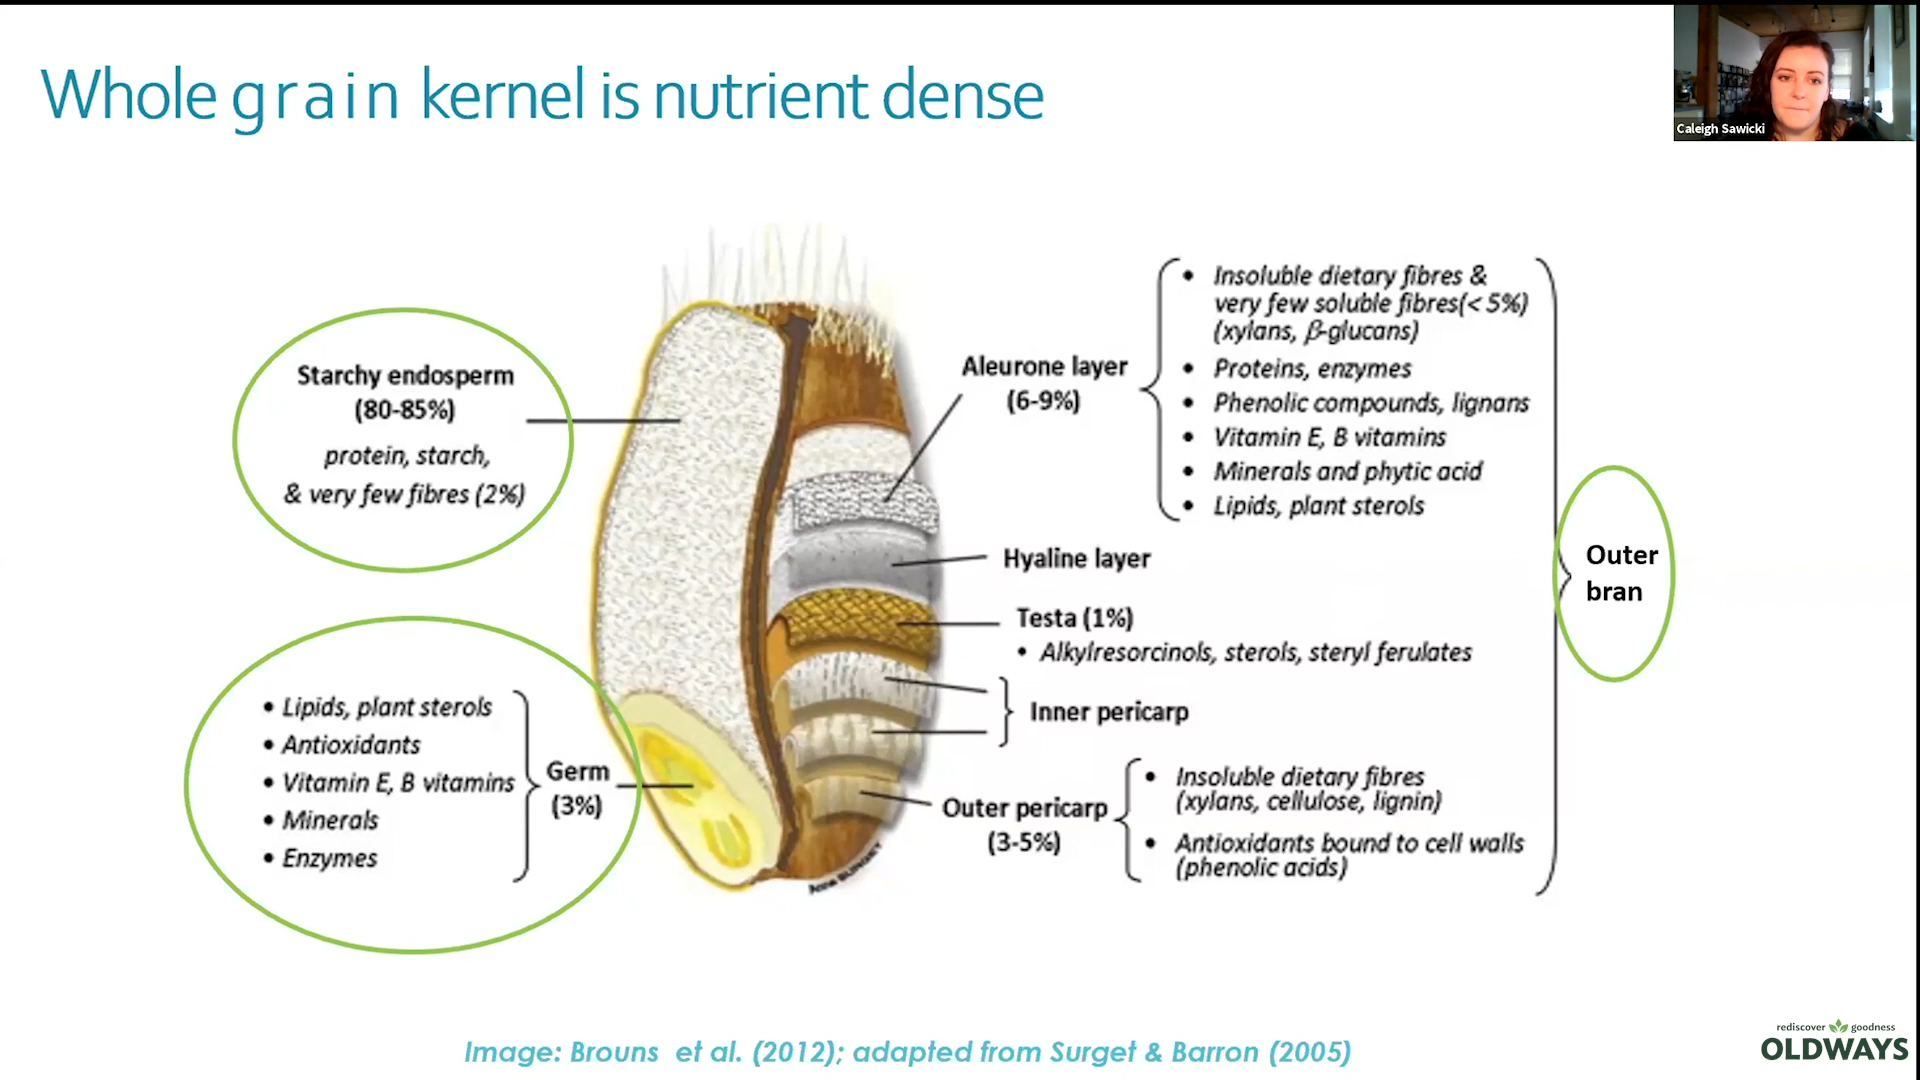 Whole grain kernel is nutrient dense
Caleigh Sawicki
Starchy endosperm
(80-85%)
protein, starch,
& very few fibres (2%)
• Lipids, plant sterols
• Antioxidants
• Vitamin E, B vitamins
• Minerals
• Enzymes
Germ
(3%)
Aleurone layer
(6-9%)
• Insoluble dietary fibres &
very few soluble fibres(< 5%)
(xylans, β-glucans)
• Proteins, enzymes
• Phenolic compounds, lignans
• Vitamin E, B vitamins
• Minerals and phytic acid
• Lipids, plant sterols
Hyaline layer
Testa (1%)
• Alkylresorcinols, sterols, steryl ferulates
Inner pericarp
Outer pericarp
(3-5%)
• Insoluble dietary fibres
(xylans, cellulose, lignin)
• Antioxidants bound to cell walls
(phenolic acids)
Outer
bran
Image: Brouns et al. (2012); adapted from Surget & Barron (2005)
rediscover goodness
OLDWAYS